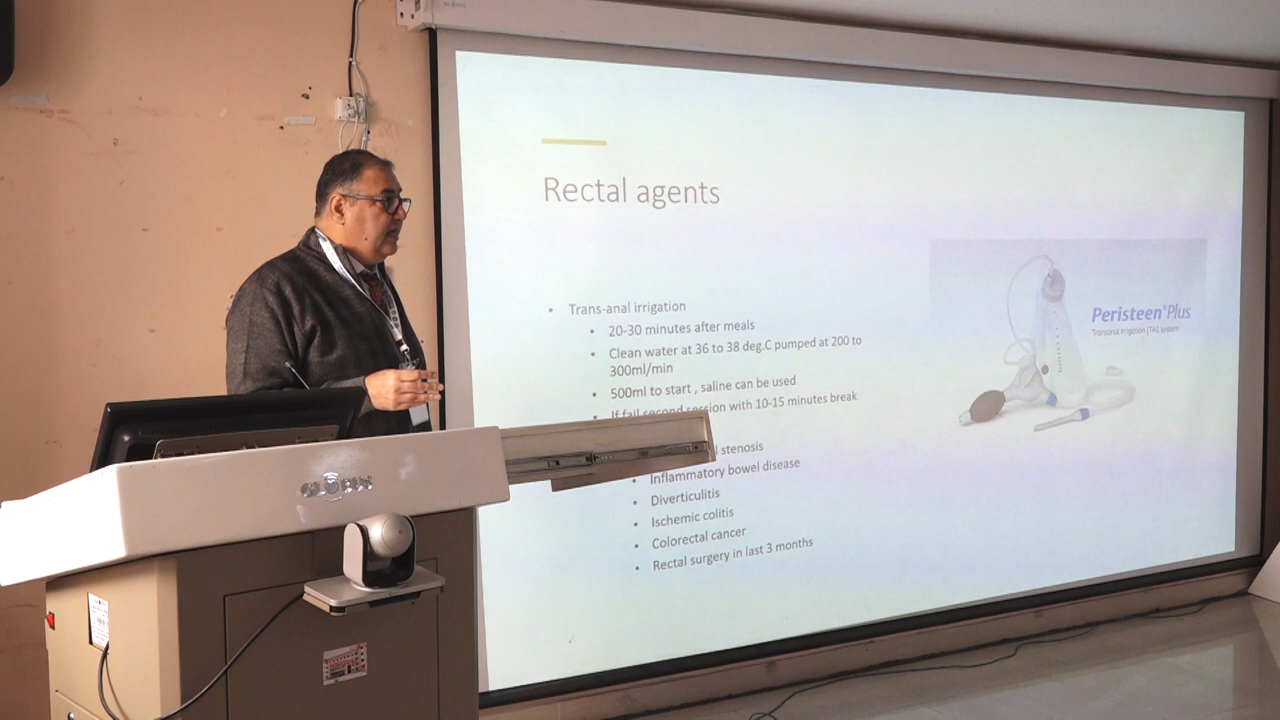 Rectal agents
• Trans-anal irrigation
• 20-30 minutes after meals
• Clean water at 36 to 38 deg.C pumped at 200 to
300ml/min
• 500ml to start , saline can be used
• If fail second session with 10-15 minutes break
stenosis
• Inflammatory bowel disease
• Diverticulitis
• Ischemic colitis
• Colorectal cancer
• Rectal surgery in last 3 months
Peristeen® Plus
Transanal Irrigation (TAI) system
GLOBUS